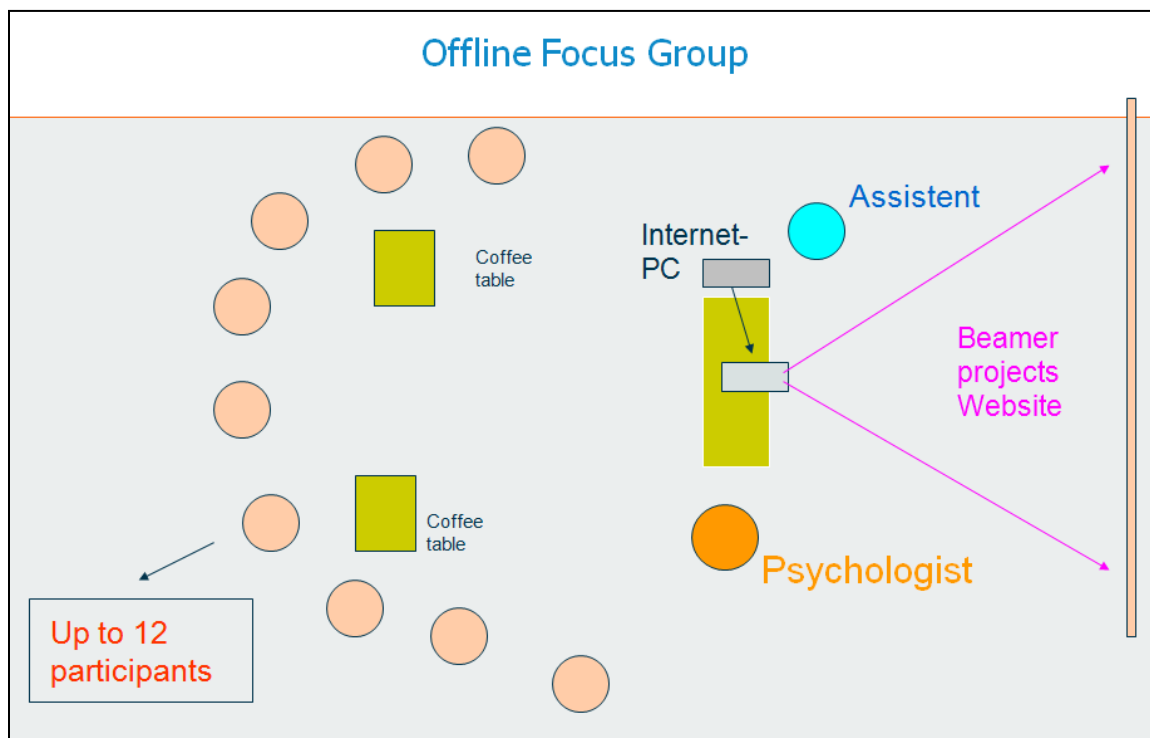 Offline Focus Group
Assistent
Internet-
PC
Coffee
table
Beamer
projects
Website
Coffee
table
Psychologist
Up to 12
participants